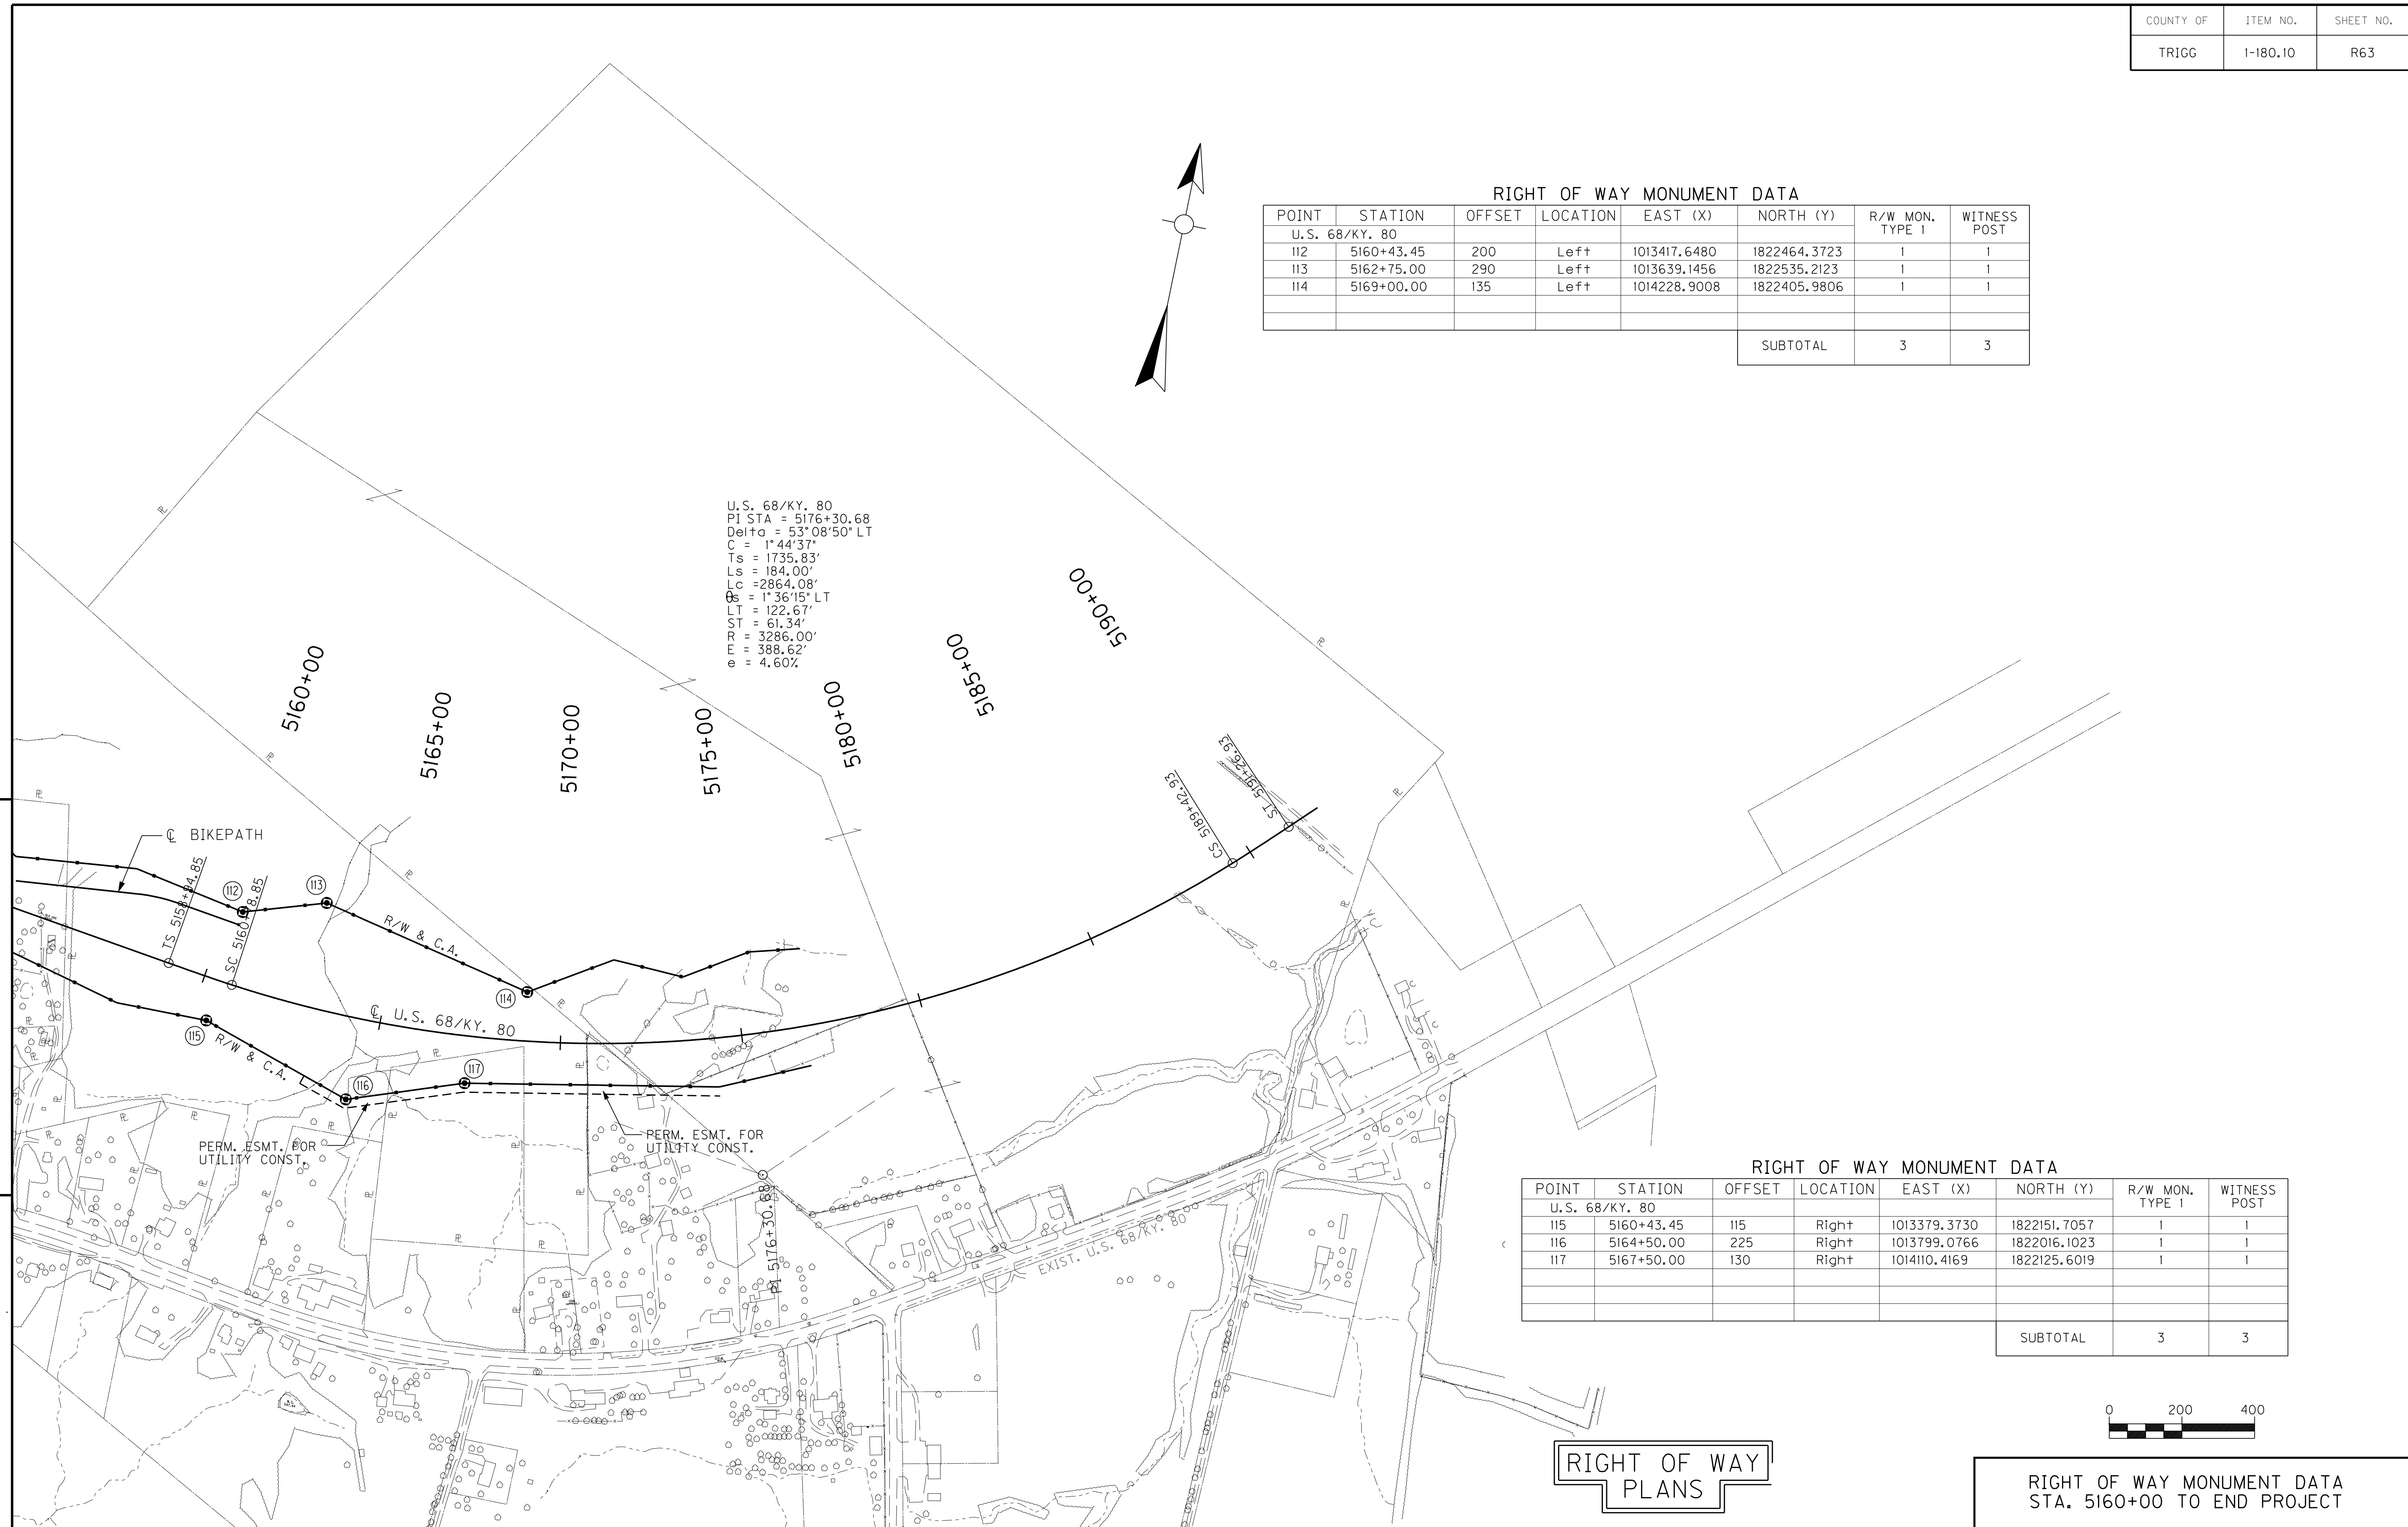 COUNTY OF ITEM NO. SHEET NO.
TRIGG 1-180.10 R63
RIGHT OF WAY MONUMENT DATA
POINT STATION OFFSET LOCATION EAST (X) NORTH (Y) R/W MON. TYPE 1 WITNESS POST
U.S. 68/KY. 80
112 5160+43.45 200 Left 1013417.6480 1822464.3723 1 1
113 5162+75.00 290 Left 1013639.1456 1822535.2123 1 1
114 5169+00.00 135 Left 1014228.9008 1822405.9806 1 1
SUBTOTAL 3 3
U.S. 68/KY. 80
PI STA = 5176+30.68
Delta = 53°08'50" LT
C = 1°44'37"
Ts = 1735.83'
Ls = 184.00'
Lc =2864.08'
θs = 1°36'15" LT
LT = 122.67'
ST = 61.34'
R = 3286.00'
E = 388.62'
e = 4.60%
5160+00
5165+00
5170+00
5175+00
5180+00
5185+00
5190+00
CS 5189+42.93
ST 5191+26.93
℄ BIKEPATH
TS 5158+94.85
SC 5160+78.85
112
113
R/W & C.A.
114
℄ U.S. 68/KY. 80
115
R/W & C.A.
116
117
PERM. ESMT. FOR
UTILITY CONST.
PERM. ESMT. FOR
UTILITY CONST.
PI 5176+30.68
EXIST. U.S. 68/KY. 80
RIGHT OF WAY MONUMENT DATA
POINT STATION OFFSET LOCATION EAST (X) NORTH (Y) R/W MON. TYPE 1 WITNESS POST
U.S. 68/KY. 80
115 5160+43.45 115 Right 1013379.3730 1822151.7057 1 1
116 5164+50.00 225 Right 1013799.0766 1822016.1023 1 1
117 5167+50.00 130 Right 1014110.4169 1822125.6019 1 1
SUBTOTAL 3 3
0 200 400
RIGHT OF WAY
PLANS
RIGHT OF WAY MONUMENT DATA
STA. 5160+00 TO END PROJECT